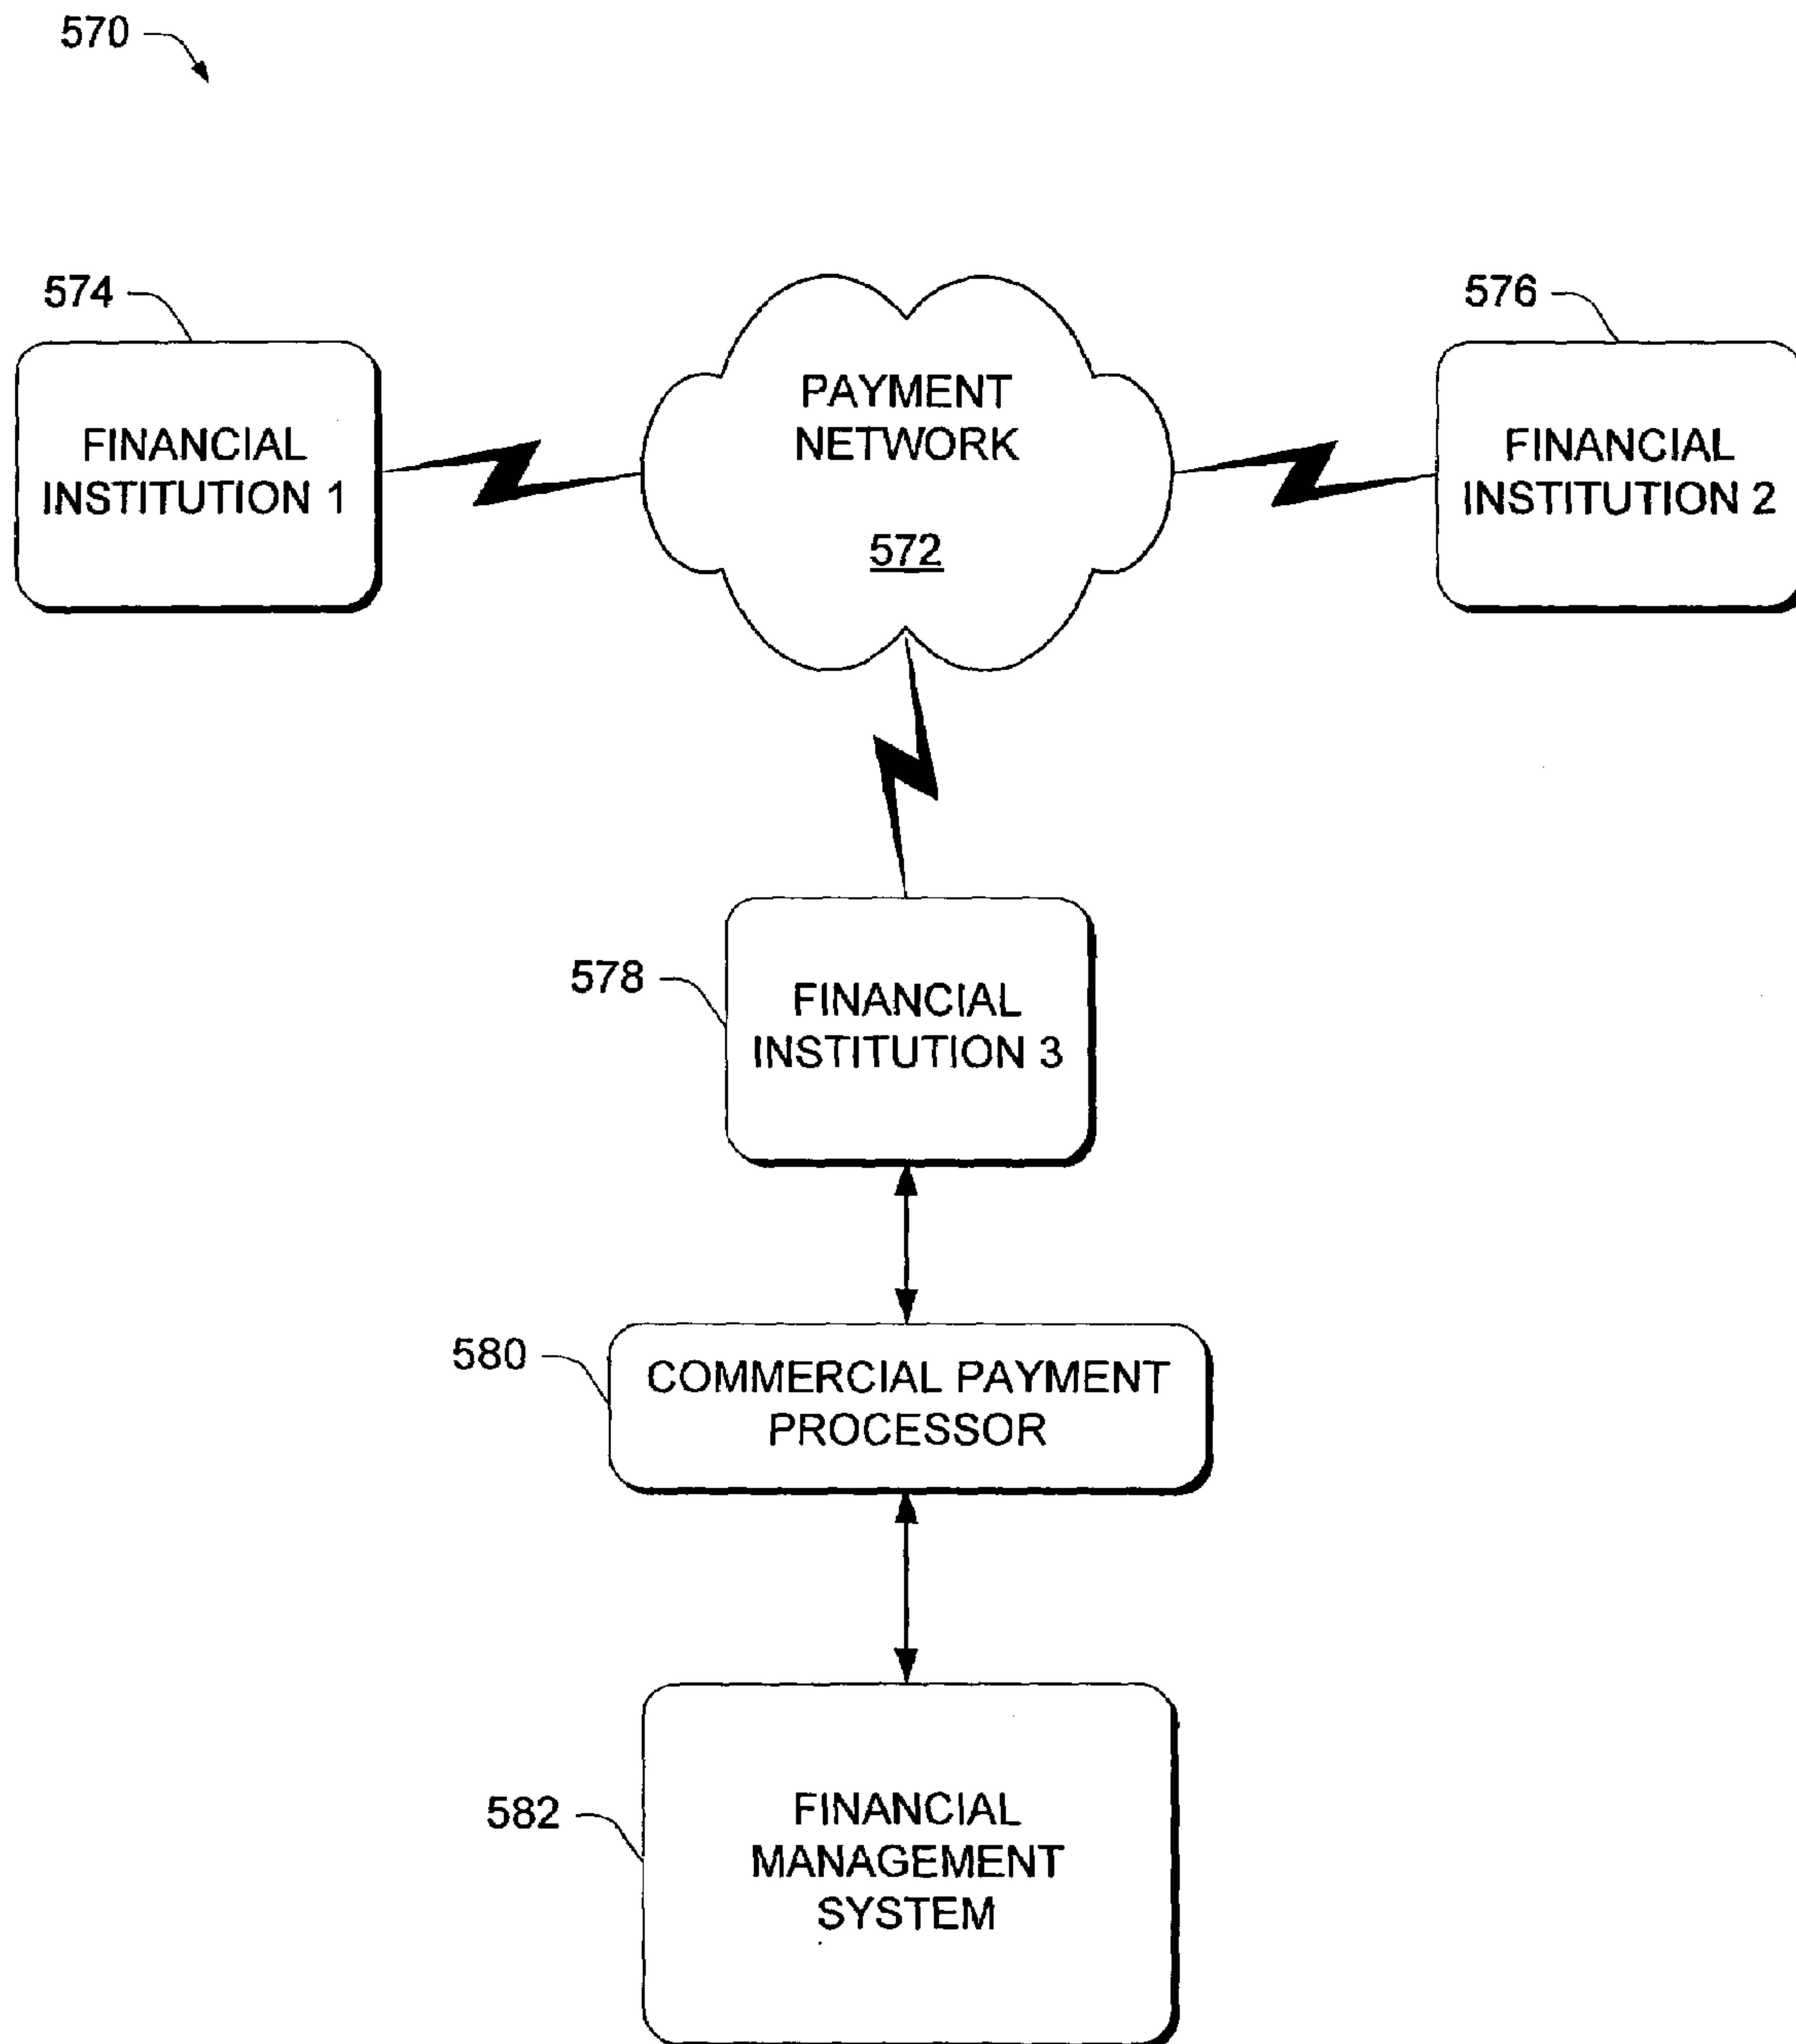 570
574
FINANCIAL
INSTITUTION 1
PAYMENT
NETWORK
572
576
FINANCIAL
INSTITUTION 2
578
FINANCIAL
INSTITUTION 3
580
COMMERCIAL PAYMENT
PROCESSOR
582
FINANCIAL
MANAGEMENT
SYSTEM